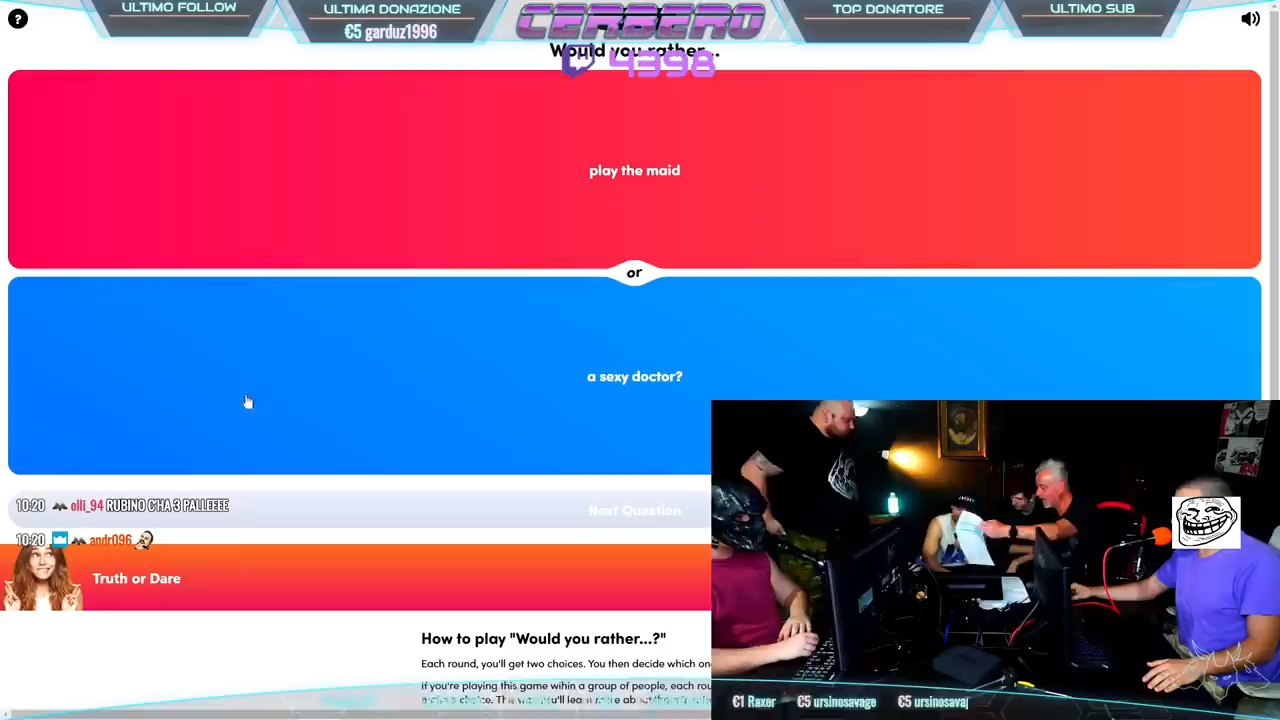 ULTIMO FOLLOW
ULTIMA DONAZIONE
€5 garduz1996
CERBERO
TOP DONATORE
ULTIMO SUB
Would you rather...
4398
play the maid
or
a sexy doctor?
10:20 olli_94 RUBINO C'HA 3 PALLEEEE
Next Question
10:20 andr096
Truth or Dare
How to play "Would you rather...?"
Each round, you'll get two choices. You then decide which on
if you're playing this game wihin a group of people, each rou
€1 Raxer €5 ursinosavage €5 ursinosava